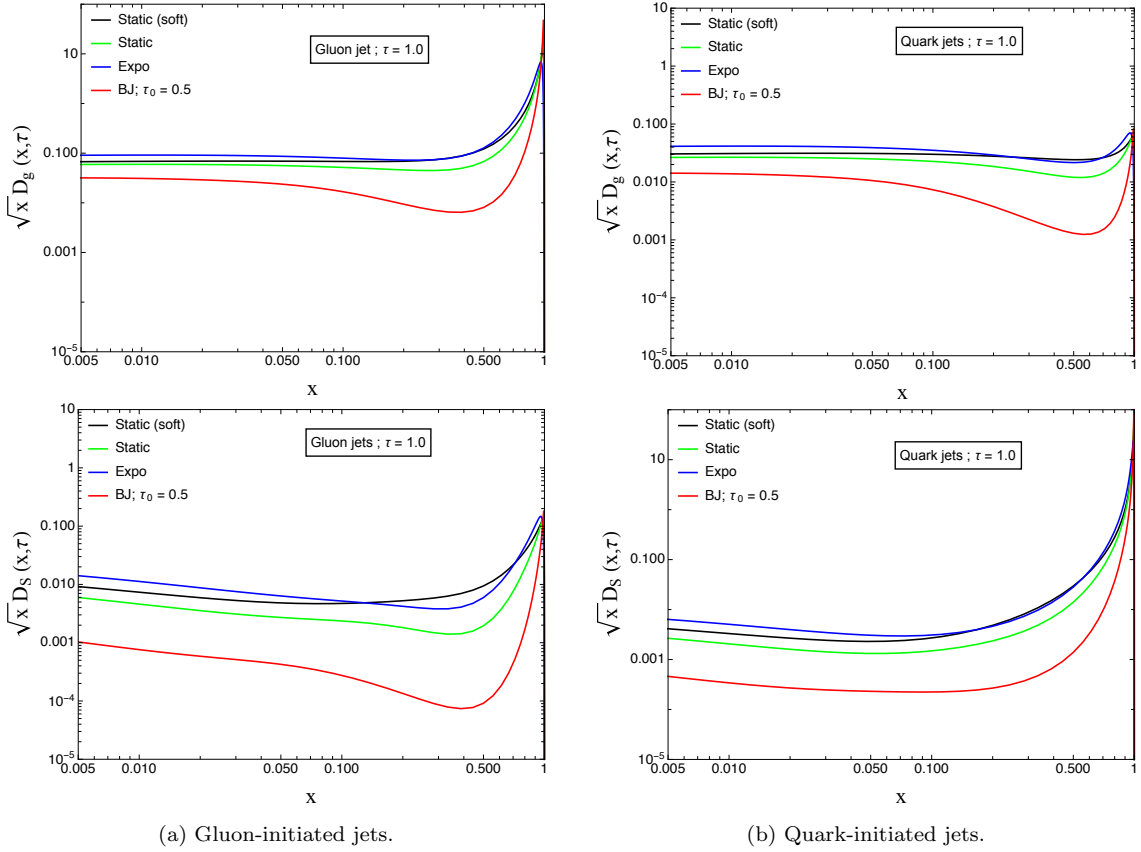 Static (soft)
Static
Expo
BJ; τ₀ = 0.5
Gluon jet ; τ = 1.0
10
0.100
0.001
10⁻⁵
√x D_g (x,τ)
0.005
0.010
0.050
0.100
0.500
1
x
Static (soft)
Static
Expo
BJ; τ₀ = 0.5
Quark jets ; τ = 1.0
10
1
0.100
0.010
0.001
10⁻⁴
10⁻⁵
√x D_g (x,τ)
0.005
0.010
0.050
0.100
0.500
1
x
Static (soft)
Static
Expo
BJ; τ₀ = 0.5
Gluon jets ; τ = 1.0
10
1
0.100
0.010
0.001
10⁻⁴
10⁻⁵
√x D_S (x,τ)
0.005
0.010
0.050
0.100
0.500
1
x
Static (soft)
Static
Expo
BJ; τ₀ = 0.5
Quark jets ; τ = 1.0
10
0.100
0.001
10⁻⁵
√x D_S (x,τ)
0.005
0.010
0.050
0.100
0.500
1
x
(a) Gluon-initiated jets.
(b) Quark-initiated jets.